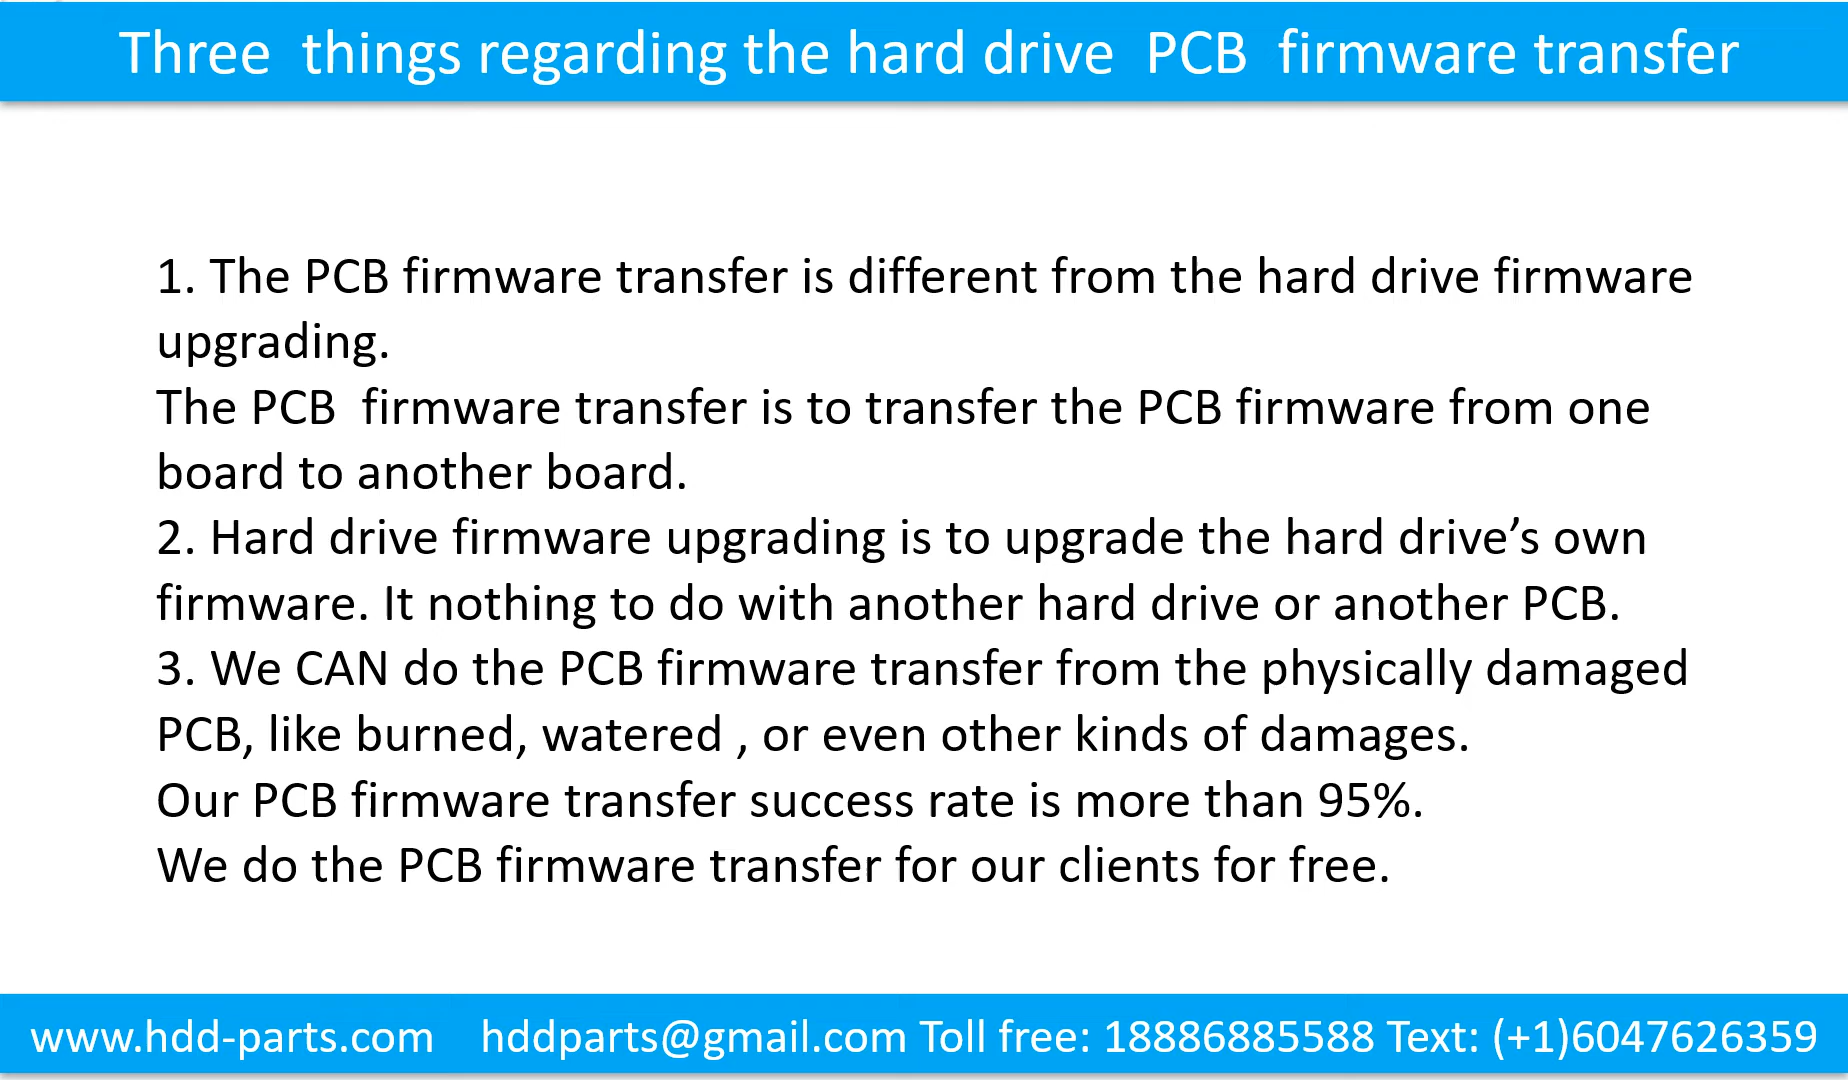 Three things regarding the hard drive PCB firmware transfer
1. The PCB firmware transfer is different from the hard drive firmware
upgrading.
The PCB firmware transfer is to transfer the PCB firmware from one
board to another board.
2. Hard drive firmware upgrading is to upgrade the hard drive’s own
firmware. It nothing to do with another hard drive or another PCB.
3. We CAN do the PCB firmware transfer from the physically damaged
PCB, like burned, watered , or even other kinds of damages.
Our PCB firmware transfer success rate is more than 95%.
We do the PCB firmware transfer for our clients for free.
www.hdd-parts.com hddparts@gmail.com Toll free: 18886885588 Text: (+1)6047626359